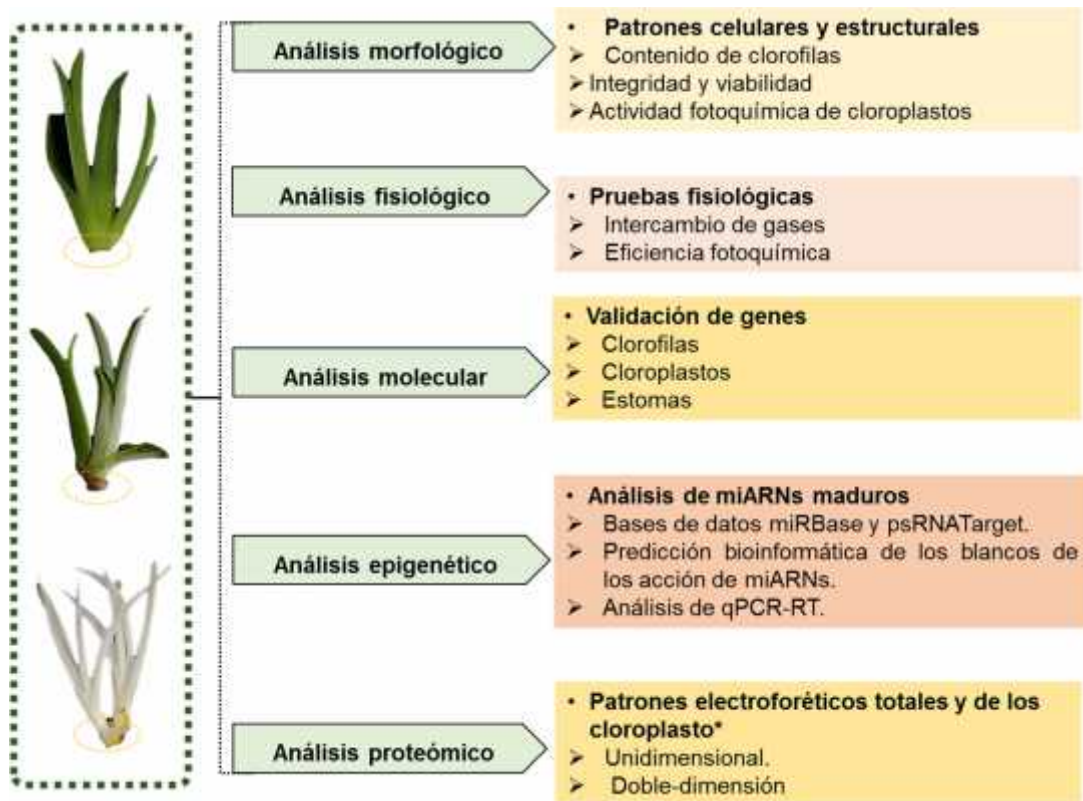 Análisis morfológico
• Patrones celulares y estructurales
➤ Contenido de clorofilas
➤Integridad y viabilidad
➤Actividad fotoquímica de cloroplastos
Análisis fisiológico
• Pruebas fisiológicas
➤ Intercambio de gases
➤ Eficiencia fotoquímica
Análisis molecular
• Validación de genes
➤ Clorofilas
➤ Cloroplastos
➤ Estomas
Análisis epigenético
• Análisis de miARNs maduros
➤ Bases de datos miRBase y psRNATarget.
➤ Predicción bioinformática de los blancos de
los acción de miARNs.
➤ Análisis de qPCR-RT.
Análisis proteómico
• Patrones electroforéticos totales y de los
cloroplasto*
➤ Unidimensional.
➤ Doble-dimensión